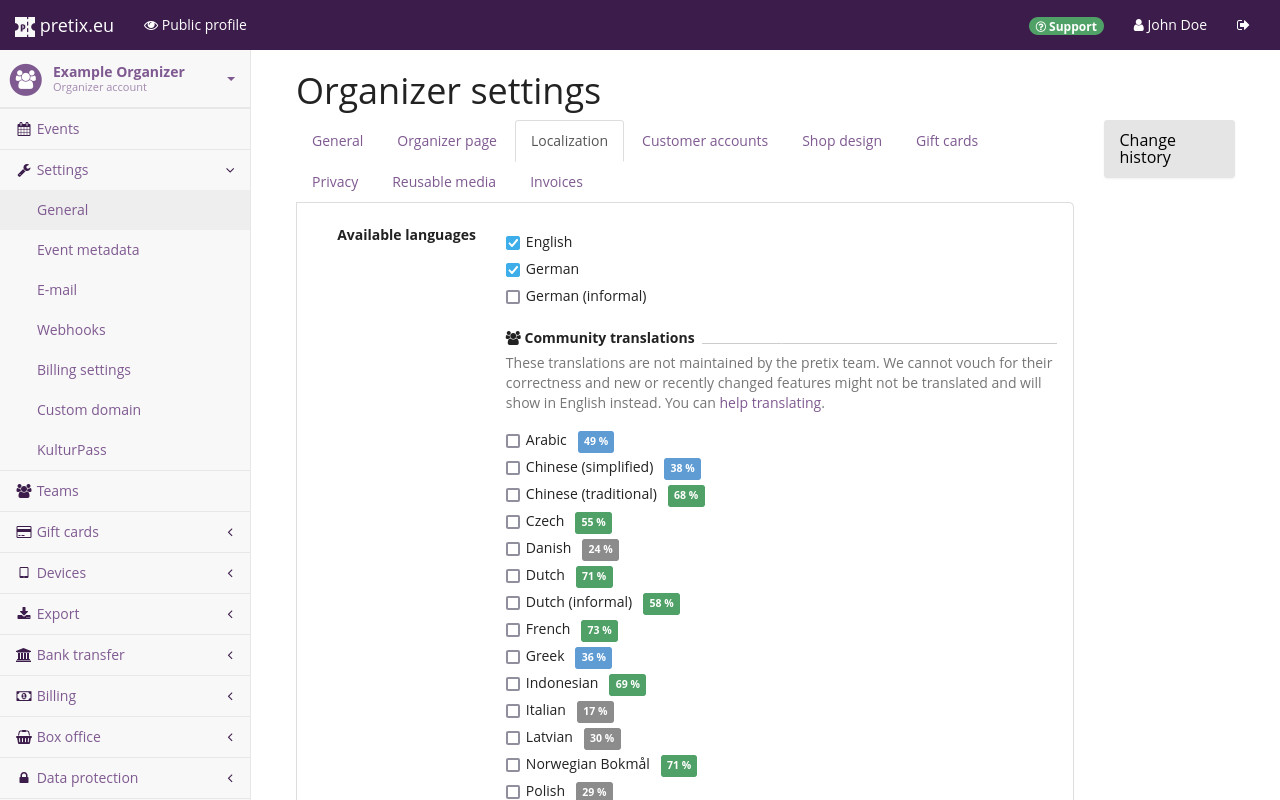 pretix.eu
Public profile
Support
John Doe
Example Organizer
Organizer account
Events
Settings
General
Event metadata
E-mail
Webhooks
Billing settings
Custom domain
KulturPass
Teams
Gift cards
Devices
Export
Bank transfer
Billing
Box office
Data protection
Organizer settings
General
Organizer page
Localization
Customer accounts
Shop design
Gift cards
Privacy
Reusable media
Invoices
Change
history
Available languages
English
German
German (informal)
Community translations
These translations are not maintained by the pretix team. We cannot vouch for their
correctness and new or recently changed features might not be translated and will
show in English instead. You can help translating.
Arabic 49 %
Chinese (simplified) 38 %
Chinese (traditional) 68 %
Czech 55 %
Danish 24 %
Dutch 71 %
Dutch (informal) 58 %
French 73 %
Greek 36 %
Indonesian 69 %
Italian 17 %
Latvian 30 %
Norwegian Bokmål 71 %
Polish 29 %